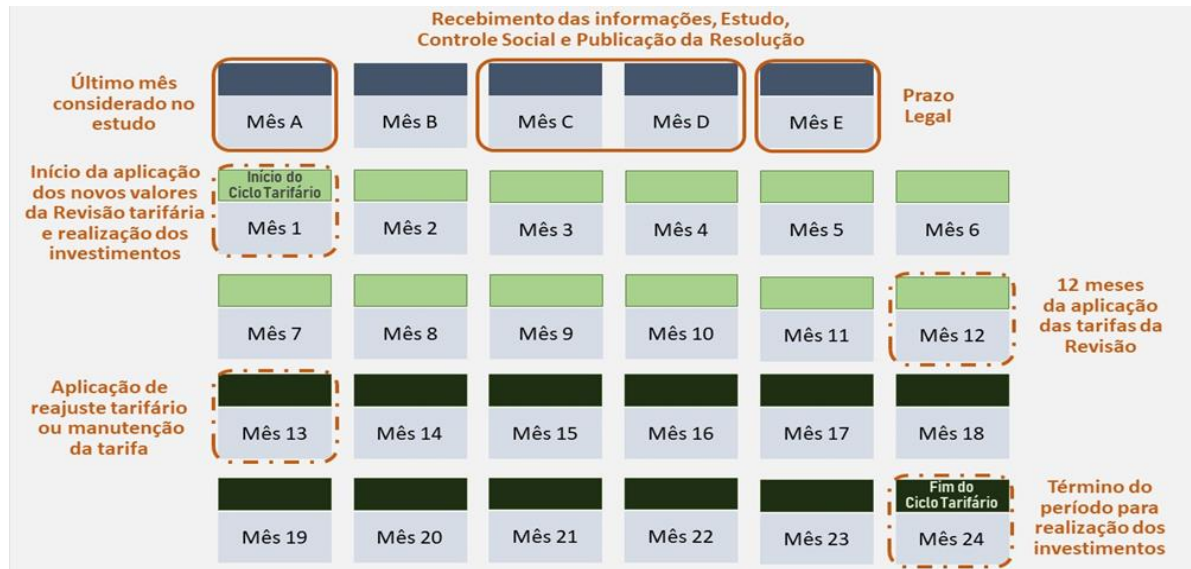 Recebimento das informações, Estudo,
Controle Social e Publicação da Resolução
Último mês
considerado no
estudo
Mês A
Mês B
Mês C
Mês D
Mês E
Prazo
Legal
Início da aplicação
dos novos valores
da Revisão tarifária
e realização dos
investimentos
Início do
Ciclo Tarifário
Mês 1
Mês 2
Mês 3
Mês 4
Mês 5
Mês 6
Mês 7
Mês 8
Mês 9
Mês 10
Mês 11
Mês 12
12 meses
da aplicação
das tarifas da
Revisão
Aplicação de
reajuste tarifário
ou manutenção
da tarifa
Mês 13
Mês 14
Mês 15
Mês 16
Mês 17
Mês 18
Mês 19
Mês 20
Mês 21
Mês 22
Mês 23
Fim do
Ciclo Tarifário
Mês 24
Término do
período para
realização dos
investimentos